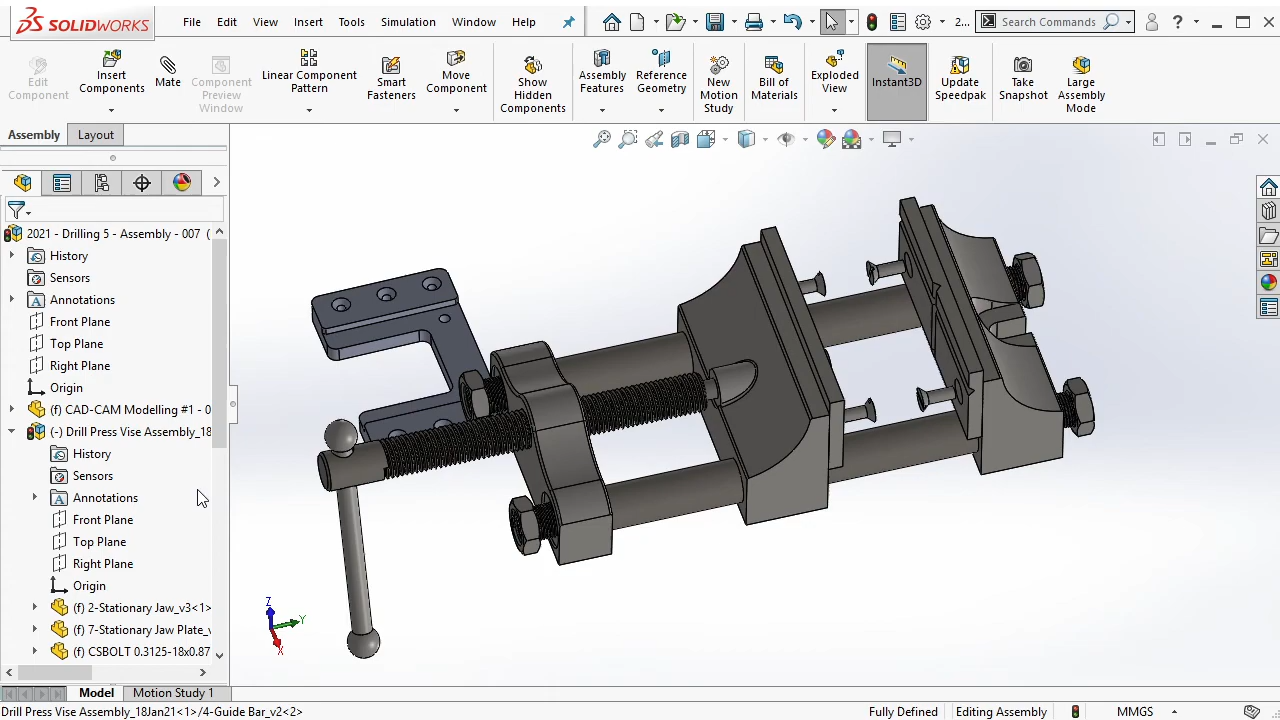 SOLIDWORKS
File Edit View Insert Tools Simulation Window Help
2... Search Commands ?
Edit Component
Insert Components
Mate
Component Preview Window
Linear Component Pattern
Smart Fasteners
Move Component
Show Hidden Components
Assembly Features
Reference Geometry
New Motion Study
Bill of Materials
Exploded View
Instant3D
Update Speedpak
Take Snapshot
Large Assembly Mode
Assembly Layout
2021 - Drilling 5 - Assembly - 007 (
History
Sensors
Annotations
Front Plane
Top Plane
Right Plane
Origin
(f) CAD-CAM Modelling #1 - 0
(-) Drill Press Vise Assembly_18
History
Sensors
Annotations
Front Plane
Top Plane
Right Plane
Origin
(f) 2-Stationary Jaw_v3<1>
(f) 7-Stationary Jaw Plate_v
(f) CSBOLT 0.3125-18x0.87
Z
Y
X
Model Motion Study 1
Drill Press Vise Assembly_18Jan21<1>/4-Guide Bar_v2<2> Fully Defined Editing Assembly MMGS